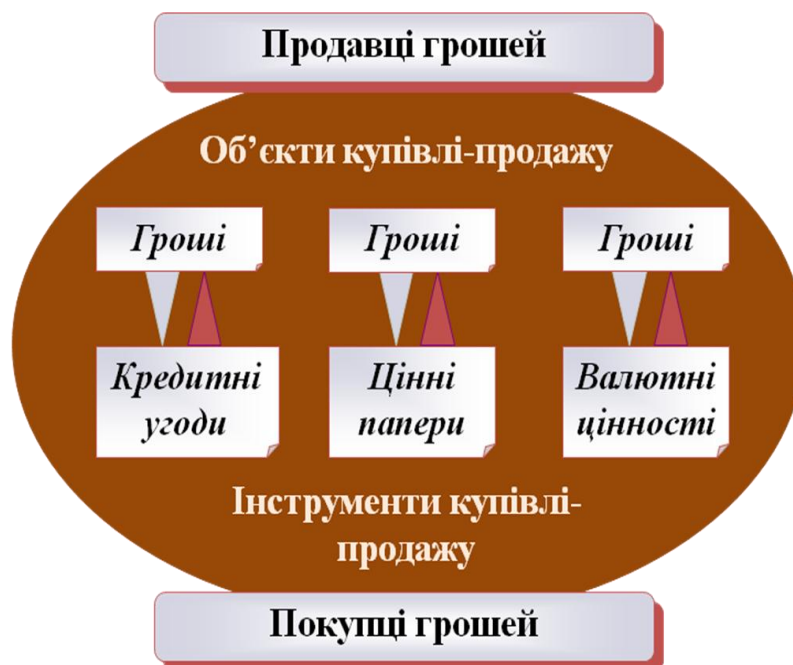 Продавці грошей
Об’єкти купівлі-продажу
Гроші
Гроші
Гроші
Кредитні
угоди
Цінні
папери
Валютні
цінності
Інструменти купівлі-
продажу
Покупці грошей